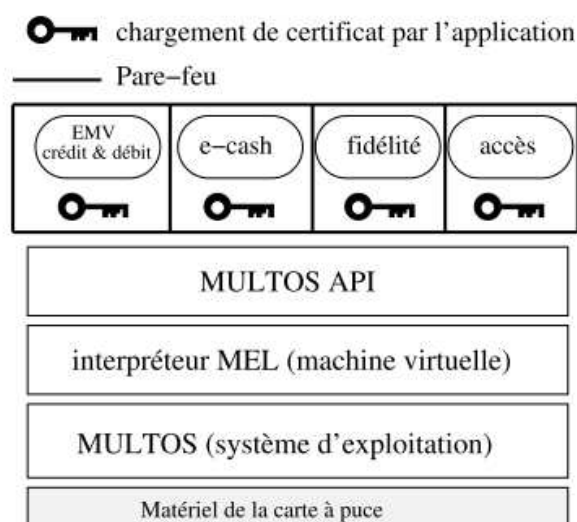 chargement de certificat par l'application
Pare–feu
EMV
crédit & débit
e–cash
fidélité
accès
MULTOS API
interpréteur MEL (machine virtuelle)
MULTOS (système d'exploitation)
Matériel de la carte à puce